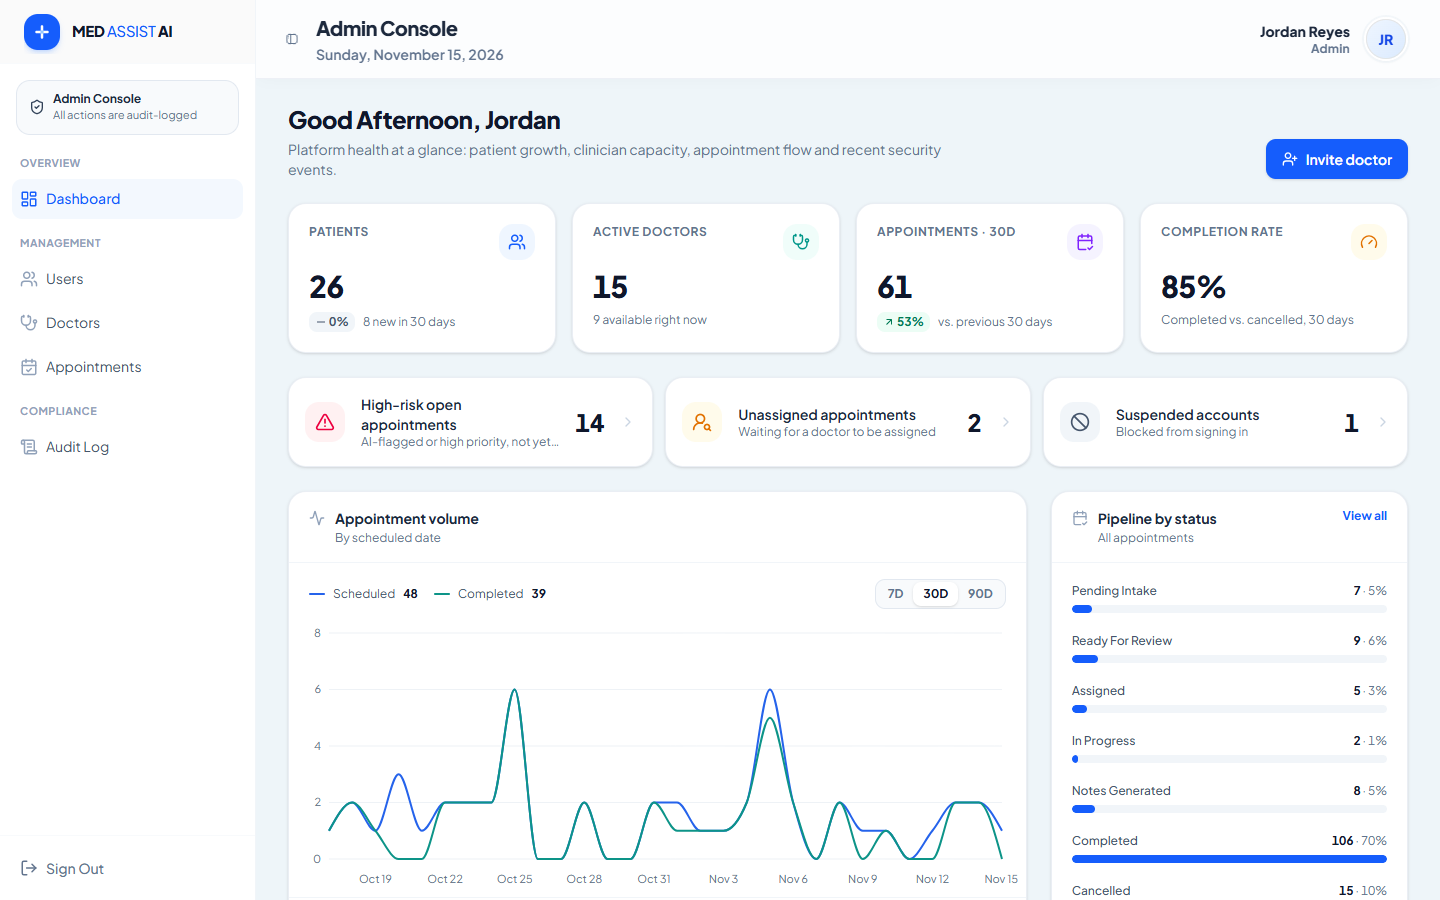 MED ASSIST AI
Admin Console
All actions are audit-logged
OVERVIEW
Dashboard
MANAGEMENT
Users
Doctors
Appointments
COMPLIANCE
Audit Log
Sign Out
Admin Console
Sunday, November 15, 2026
Jordan Reyes
Admin
JR
Good Afternoon, Jordan
Platform health at a glance: patient growth, clinician capacity, appointment flow and recent security
events.
Invite doctor
PATIENTS
26
0% 8 new in 30 days
ACTIVE DOCTORS
15
9 available right now
APPOINTMENTS · 30D
61
53% vs. previous 30 days
COMPLETION RATE
85%
Completed vs. cancelled, 30 days
High-risk open
appointments
AI-flagged or high priority, not yet...
14
Unassigned appointments
Waiting for a doctor to be assigned
2
Suspended accounts
Blocked from signing in
1
Appointment volume
By scheduled date
Scheduled 48 Completed 39
7D 30D 90D
8
6
4
2
0
Oct 19 Oct 22 Oct 25 Oct 28 Oct 31 Nov 3 Nov 6 Nov 9 Nov 12 Nov 15
Pipeline by status
All appointments
View all
Pending Intake 7 · 5%
Ready For Review 9 · 6%
Assigned 5 · 3%
In Progress 2 · 1%
Notes Generated 8 · 5%
Completed 106 · 70%
Cancelled 15 · 10%